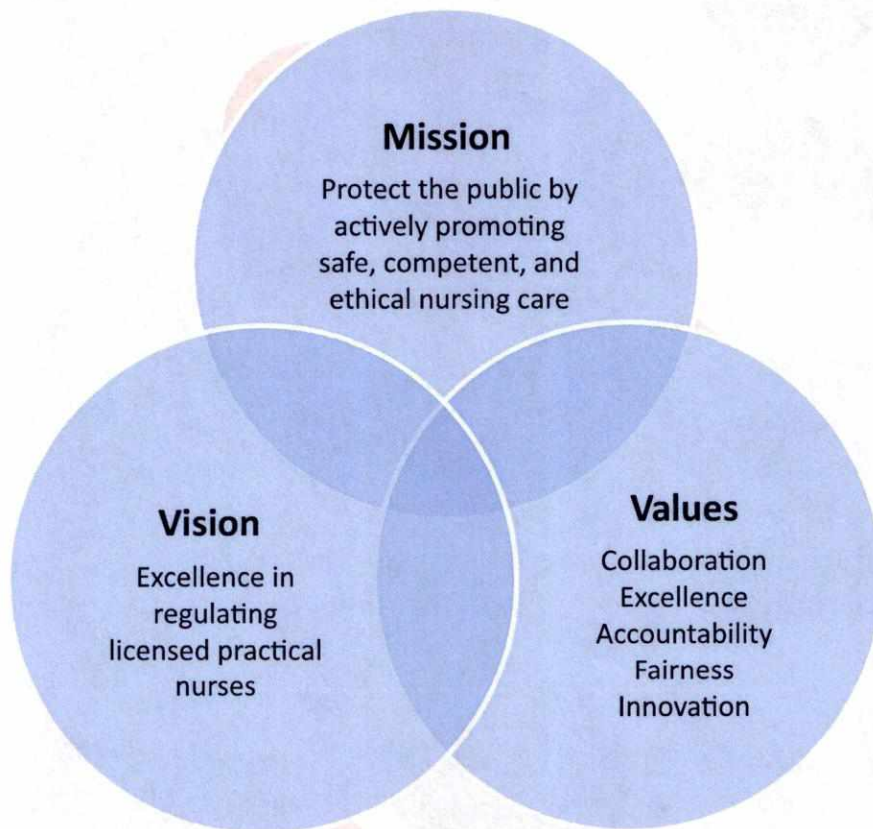 Mission
Protect the public by
actively promoting
safe, competent, and
ethical nursing care
Vision
Excellence in
regulating
licensed practical
nurses
Values
Collaboration
Excellence
Accountability
Fairness
Innovation